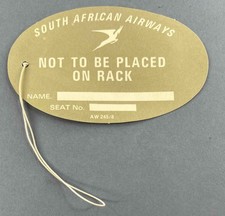 SOUTH AFRICAN AIRWAYS
NOT TO BE PLACED
ON RACK
NAME
SEAT No.